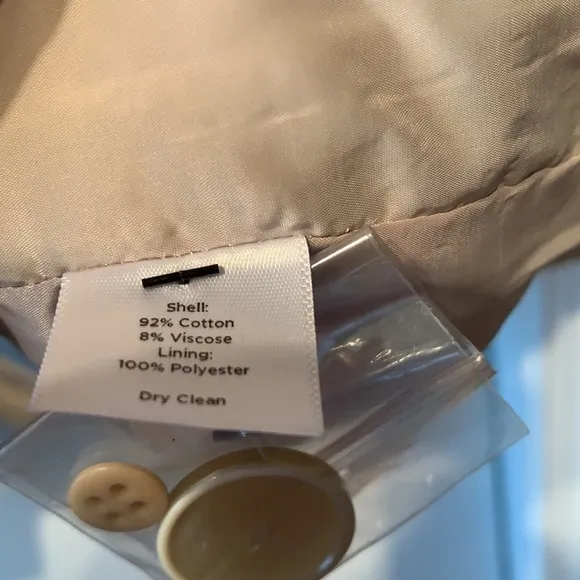 Shell:
92% Cotton
8% Viscose
Lining:
100% Polyester
Dry Clean